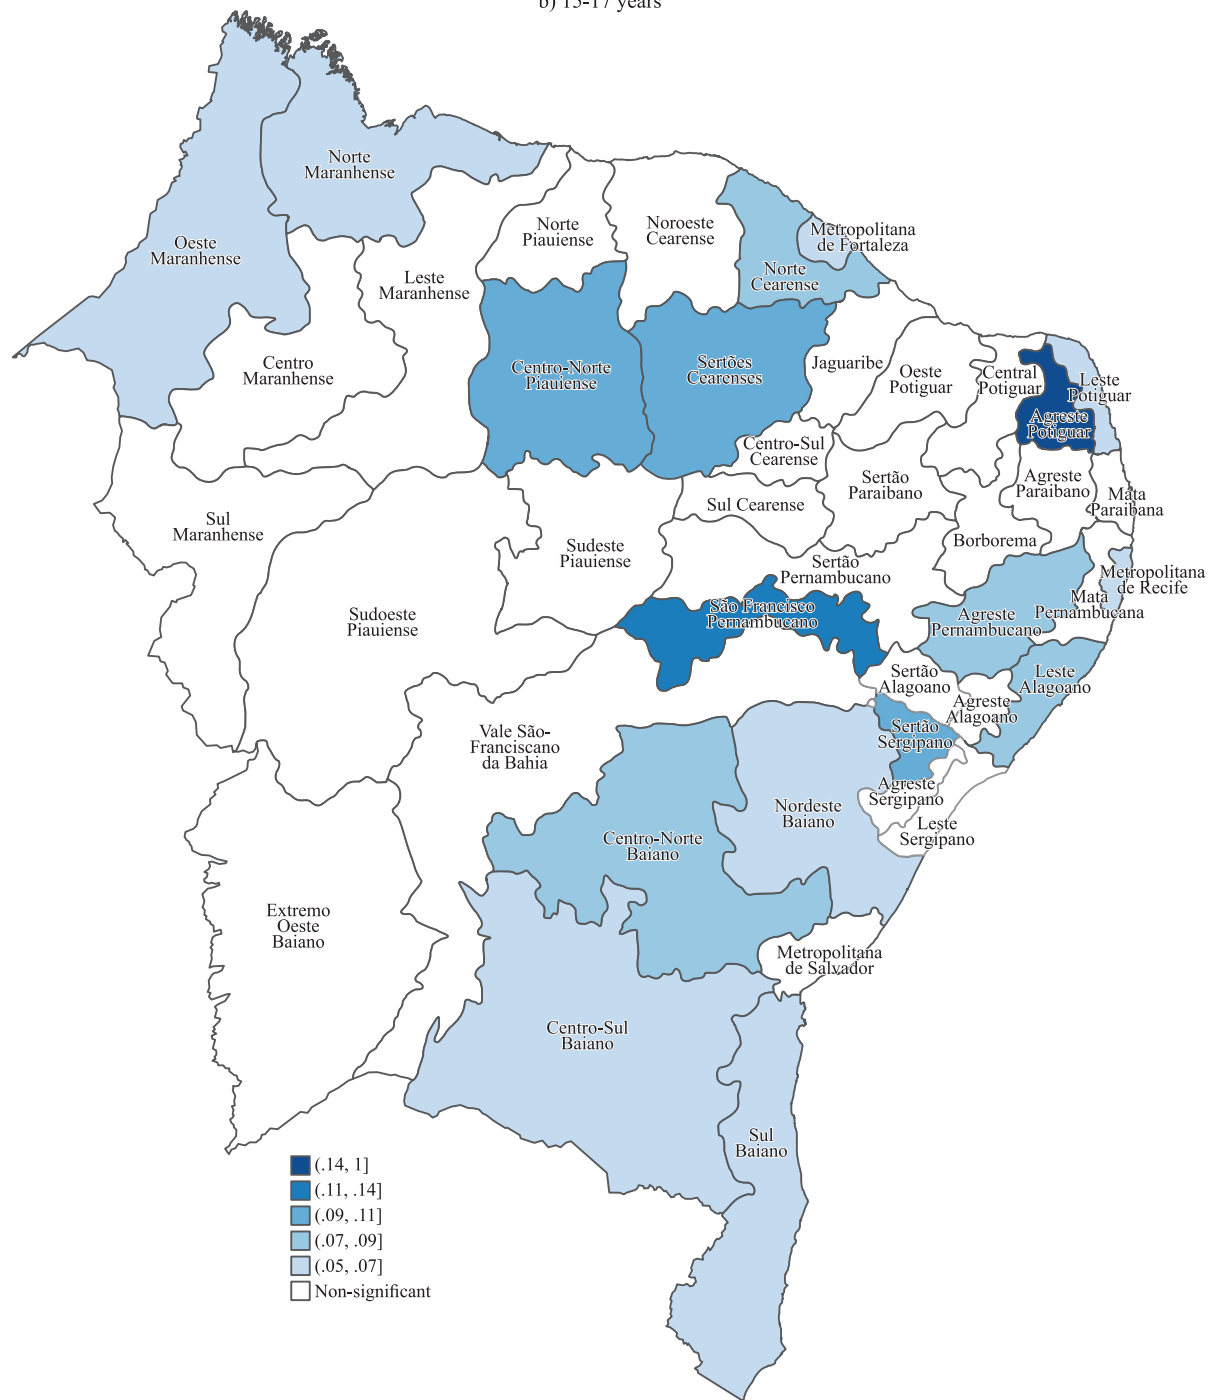 b) 15-17 years
Norte
Maranhense
Oeste
Maranhense
Leste
Maranhense
Norte
Piauiense
Noroeste
Cearense
Metropolitana
de Fortaleza
Norte
Cearense
Centro
Maranhense
Centro-Norte
Piauiense
Sertões
Cearenses
Jaguaribe
Oeste
Potiguar
Central
Potiguar
Leste
Potiguar
Agreste
Potiguar
Centro-Sul
Cearense
Sertão
Paraibano
Agreste
Paraibano
Mata
Paraibana
Sul Cearense
Sul
Maranhense
Sudeste
Piauiense
Borborema
Sertão
Pernambucano
Metropolitana
de Recife
Mata
Pernambucana
São Francisco
Pernambucano
Agreste
Pernambucano
Sudoeste
Piauiense
Sertão
Alagoano
Leste
Alagoano
Agreste
Alagoano
Vale São-
Franciscano
da Bahia
Sertão
Sergipano
Agreste
Sergipano
Nordeste
Baiano
Leste
Sergipano
Centro-Norte
Baiano
Extremo
Oeste
Baiano
Metropolitana
de Salvador
Centro-Sul
Baiano
Sul
Baiano
(.14, 1]
(.11, .14]
(.09, .11]
(.07, .09]
(.05, .07]
Non-significant